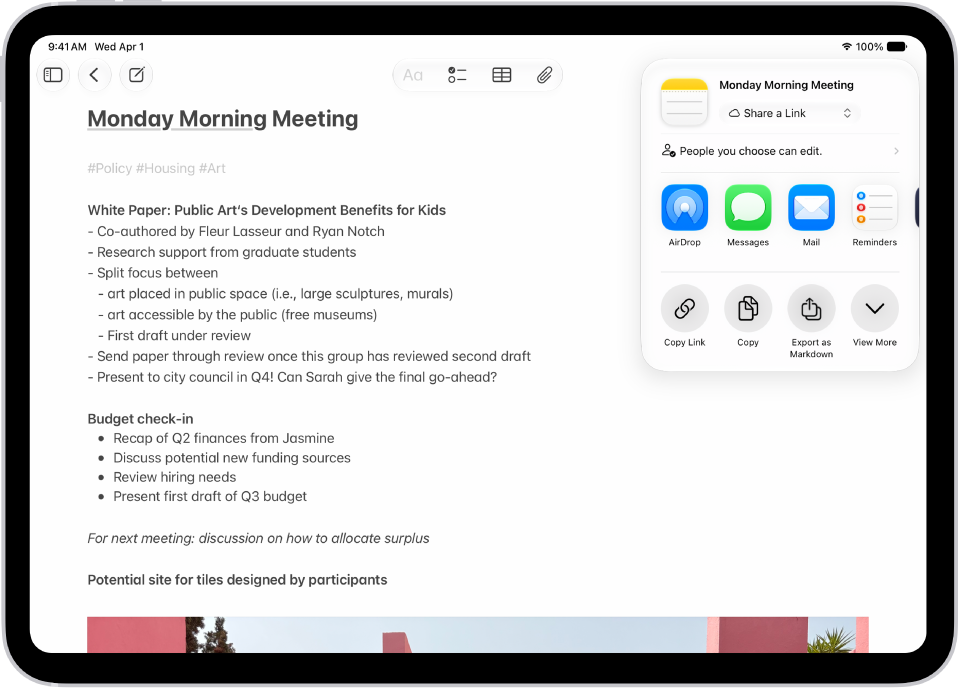 9:41 AM Wed Apr 1
100%
Aa
Monday Morning Meeting
#Policy #Housing #Art
White Paper: Public Art‘s Development Benefits for Kids
- Co-authored by Fleur Lasseur and Ryan Notch
- Research support from graduate students
- Split focus between
- art placed in public space (i.e., large sculptures, murals)
- art accessible by the public (free museums)
- First draft under review
- Send paper through review once this group has reviewed second draft
- Present to city council in Q4! Can Sarah give the final go-ahead?
Budget check-in
• Recap of Q2 finances from Jasmine
• Discuss potential new funding sources
• Review hiring needs
• Present first draft of Q3 budget
For next meeting: discussion on how to allocate surplus
Potential site for tiles designed by participants
Monday Morning Meeting
Share a Link
People you choose can edit.
AirDrop
Messages
Mail
Reminders
Copy Link
Copy
Export as
Markdown
View More